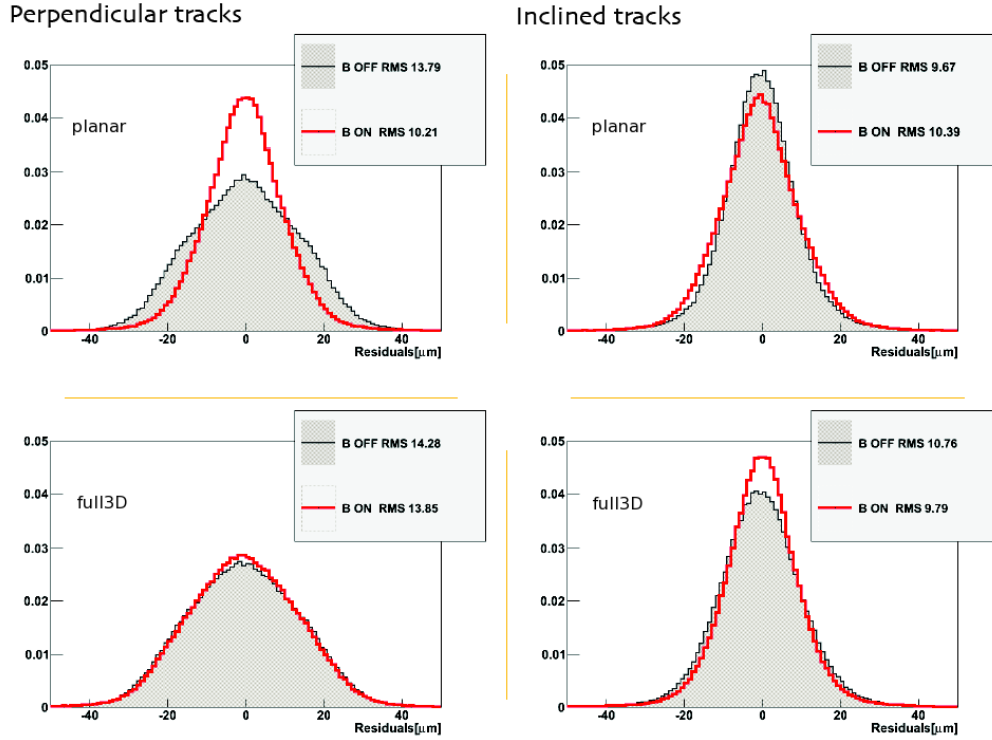 Perpendicular tracks
Inclined tracks
B OFF RMS 13.79
B ON RMS 10.21
planar
0.05
0.04
0.03
0.02
0.01
0
-40 -20 0 20 40
Residuals[μm]
B OFF RMS 9.67
B ON RMS 10.39
planar
0.05
0.04
0.03
0.02
0.01
0
-40 -20 0 20 40
Residuals[μm]
B OFF RMS 14.28
B ON RMS 13.85
full3D
0.05
0.04
0.03
0.02
0.01
0
-40 -20 0 20 40
Residuals[μm]
B OFF RMS 10.76
B ON RMS 9.79
full3D
0.05
0.04
0.03
0.02
0.01
0
-40 -20 0 20 40
Residuals[μm]